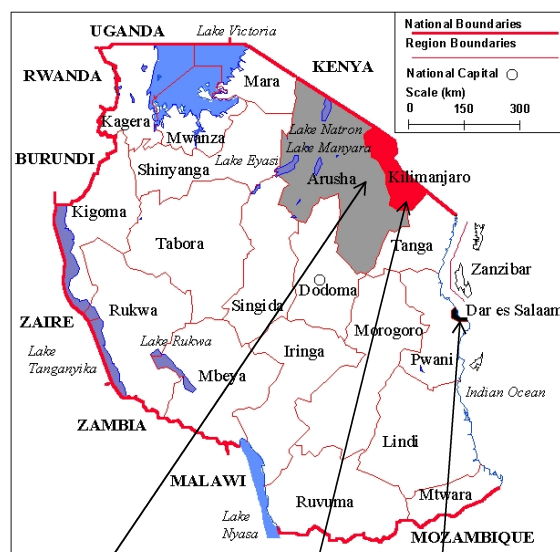 UGANDA
Lake Victoria
National Boundaries
Region Boundaries
National Capital
Scale (km)
0 150 300
RWANDA
KENYA
Mara
Kagera
Mwanza
Lake Natron
Lake Manyara
Lake Eyasi
BURUNDI
Shinyanga
Arusha
Kilimanjaro
Kigoma
Tabora
Tanga
Zanzibar
Singida
Dodoma
Dar es Salaam
ZAIRE
Rukwa
Morogoro
Lake Rukwa
Iringa
Pwani
Lake
Tanganyika
Mbeya
Indian Ocean
ZAMBIA
Lindi
MALAWI
Ruvuma
Mtwara
Lake
Nyasa
MOZAMBIQUE